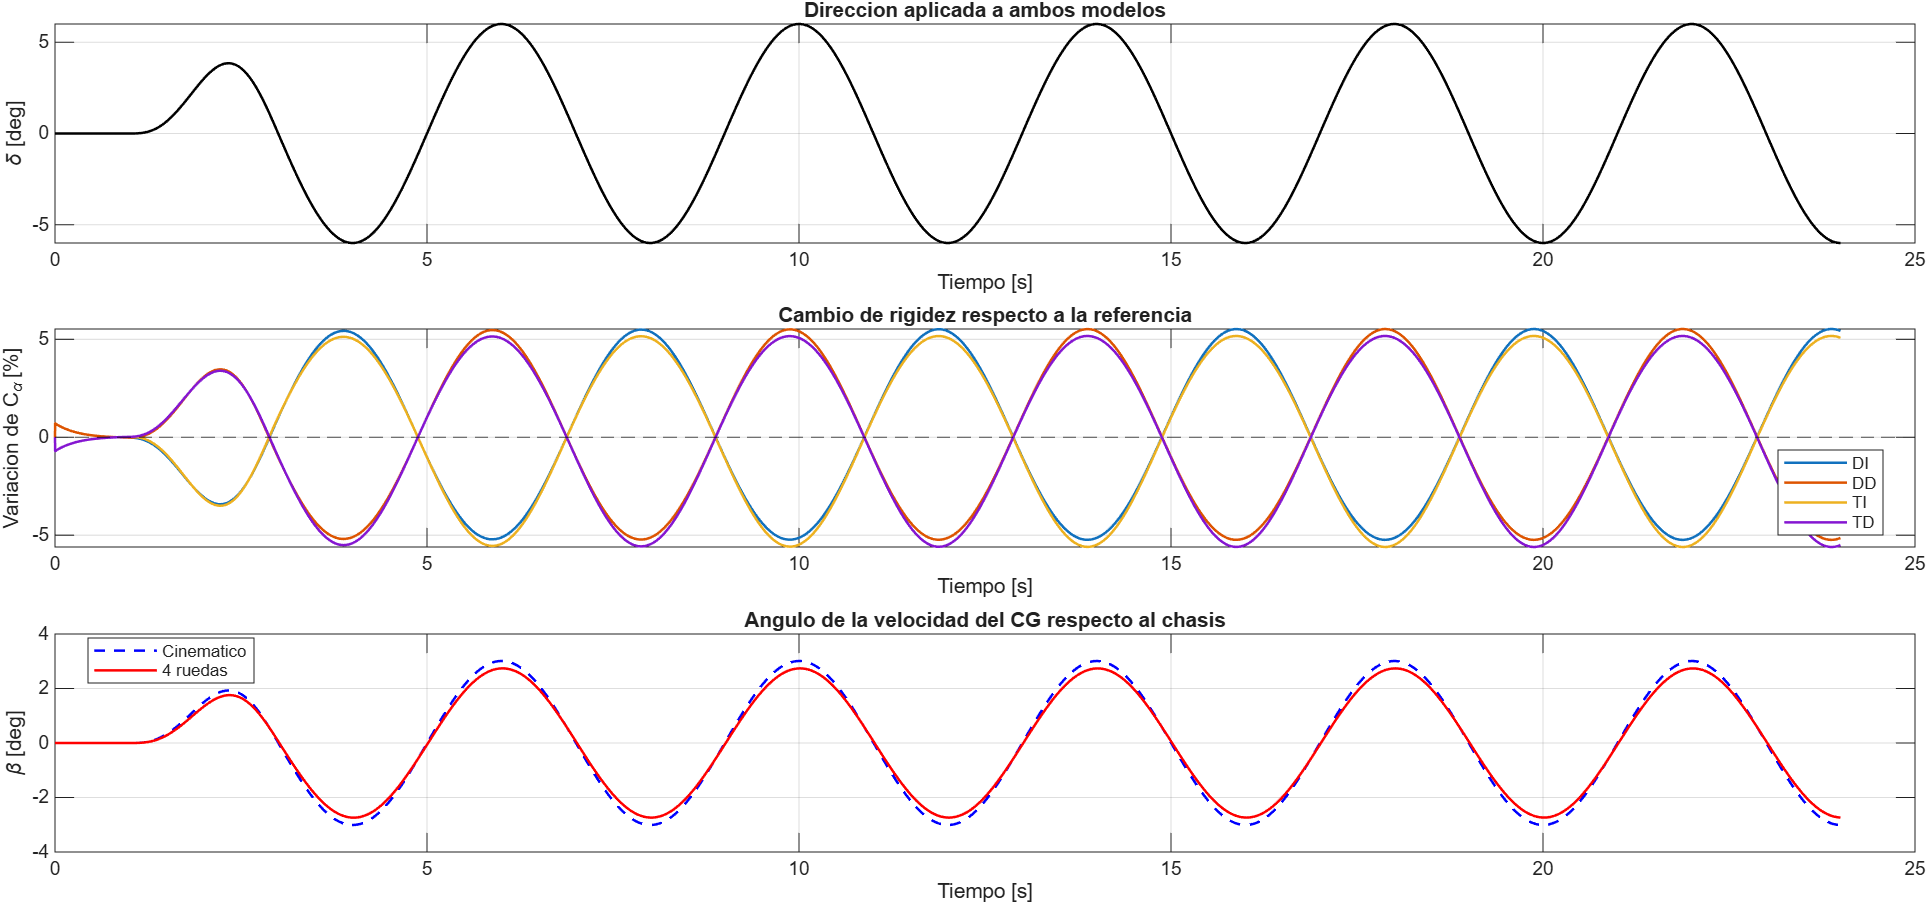 Direccion aplicada a ambos modelos
5
0
-5
δ [deg]
0 5 10 15 20 25
Tiempo [s]
Cambio de rigidez respecto a la referencia
5
0
-5
Variacion de Cα [%]
DI
DD
TI
TD
0 5 10 15 20 25
Tiempo [s]
Angulo de la velocidad del CG respecto al chasis
4
2
0
-2
-4
β [deg]
Cinematico
4 ruedas
0 5 10 15 20 25
Tiempo [s]